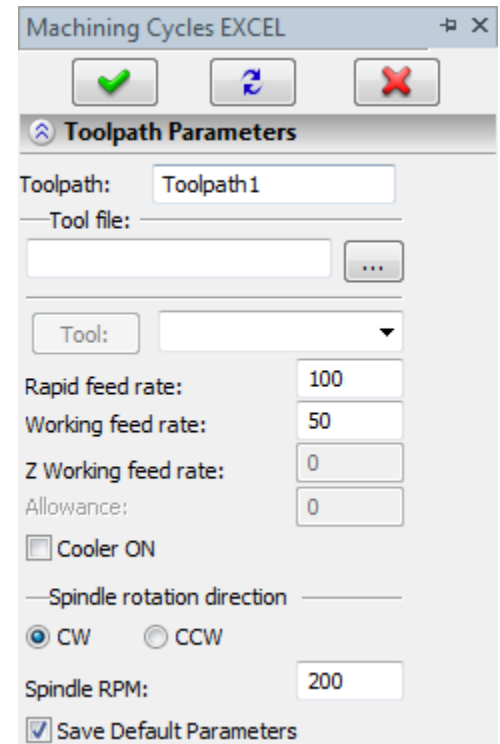 Machining Cycles EXCEL
Toolpath Parameters
Toolpath: Toolpath1
Tool file:
...
Tool:
Rapid feed rate: 100
Working feed rate: 50
Z Working feed rate: 0
Allowance: 0
Cooler ON
Spindle rotation direction
CW CCW
Spindle RPM: 200
Save Default Parameters